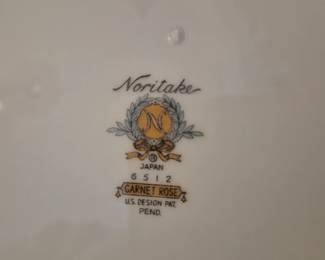 Noritake
N
®
JAPAN
6512
GARNET ROSE
U.S. DESIGN PAT.
PEND.